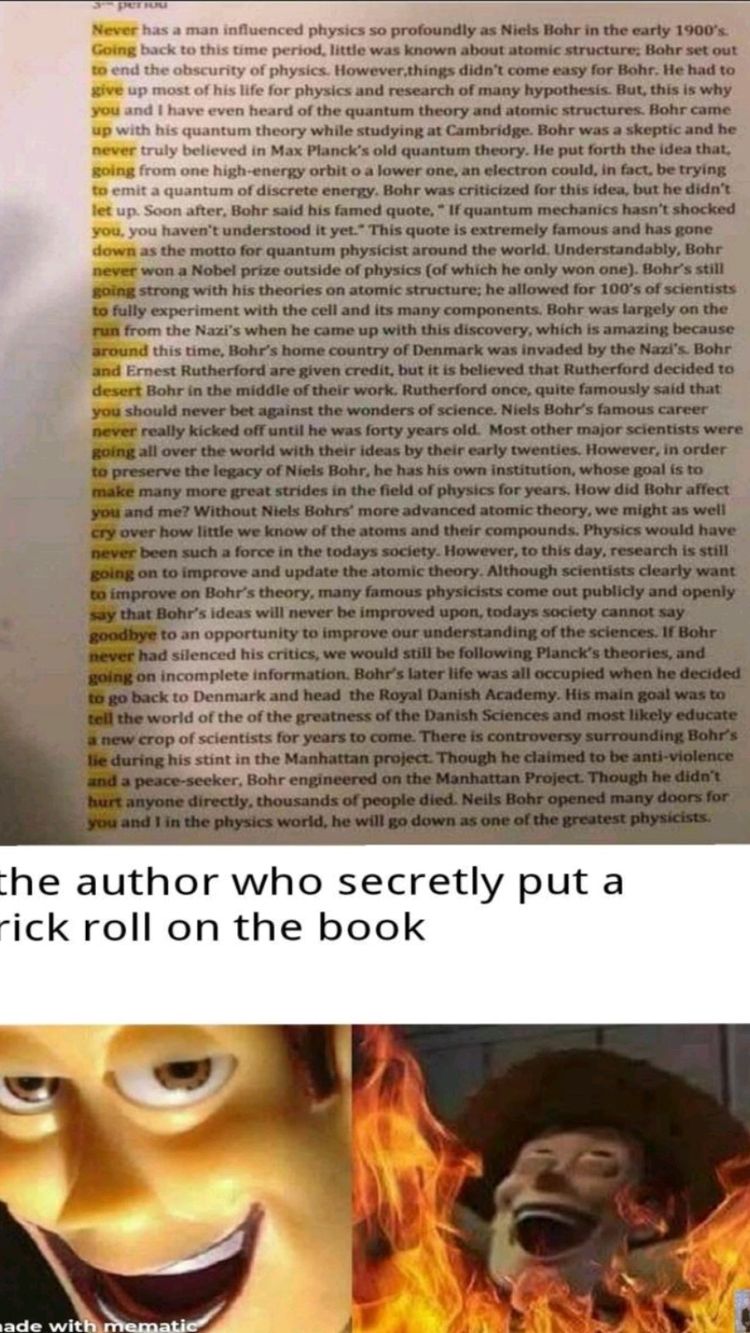 3rd period
Never has a man influenced physics so profoundly as Niels Bohr in the early 1900's.
Going back to this time period, little was known about atomic structure; Bohr set out
to end the obscurity of physics. However,things didn't come easy for Bohr. He had to
give up most of his life for physics and research of many hypothesis. But, this is why
you and I have even heard of the quantum theory and atomic structures. Bohr came
up with his quantum theory while studying at Cambridge. Bohr was a skeptic and he
never truly believed in Max Planck's old quantum theory. He put forth the idea that,
going from one high-energy orbit o a lower one, an electron could, in fact, be trying
to emit a quantum of discrete energy. Bohr was criticized for this idea, but he didn't
let up. Soon after, Bohr said his famed quote, " If quantum mechanics hasn't shocked
you, you haven't understood it yet." This quote is extremely famous and has gone
down as the motto for quantum physicist around the world. Understandably, Bohr
never won a Nobel prize outside of physics (of which he only won one). Bohr's still
going strong with his theories on atomic structure; he allowed for 100's of scientists
to fully experiment with the cell and its many components. Bohr was largely on the
run from the Nazi's when he came up with this discovery, which is amazing because
around this time, Bohr's home country of Denmark was invaded by the Nazi's. Bohr
and Ernest Rutherford are given credit, but it is believed that Rutherford decided to
desert Bohr in the middle of their work. Rutherford once, quite famously said that
you should never bet against the wonders of science. Niels Bohr's famous career
never really kicked off until he was forty years old.  Most other major scientists were
going all over the world with their ideas by their early twenties. However, in order
to preserve the legacy of Niels Bohr, he has his own institution, whose goal is to
make many more great strides in the field of physics for years. How did Bohr affect
you and me? Without Niels Bohrs' more advanced atomic theory, we might as well
cry over how little we know of the atoms and their compounds. Physics would have
never been such a force in the todays society. However, to this day, research is still
going on to improve and update the atomic theory. Although scientists clearly want
to improve on Bohr's theory, many famous physicists come out publicly and openly
say that Bohr's ideas will never be improved upon, todays society cannot say
goodbye to an opportunity to improve our understanding of the sciences. If Bohr
never had silenced his critics, we would still be following Planck's theories, and
going on incomplete information. Bohr's later life was all occupied when he decided
to go back to Denmark and head  the Royal Danish Academy. His main goal was to
tell the world of the of the greatness of the Danish Sciences and most likely educate
a new crop of scientists for years to come. There is controversy surrounding Bohr's
lie during his stint in the Manhattan project. Though he claimed to be anti-violence
and a peace-seeker, Bohr engineered on the Manhattan Project. Though he didn't
hurt anyone directly, thousands of people died. Neils Bohr opened many doors for
you and I in the physics world, he will go down as one of the greatest physicists.
the author who secretly put a
rick roll on the book
made with mematic